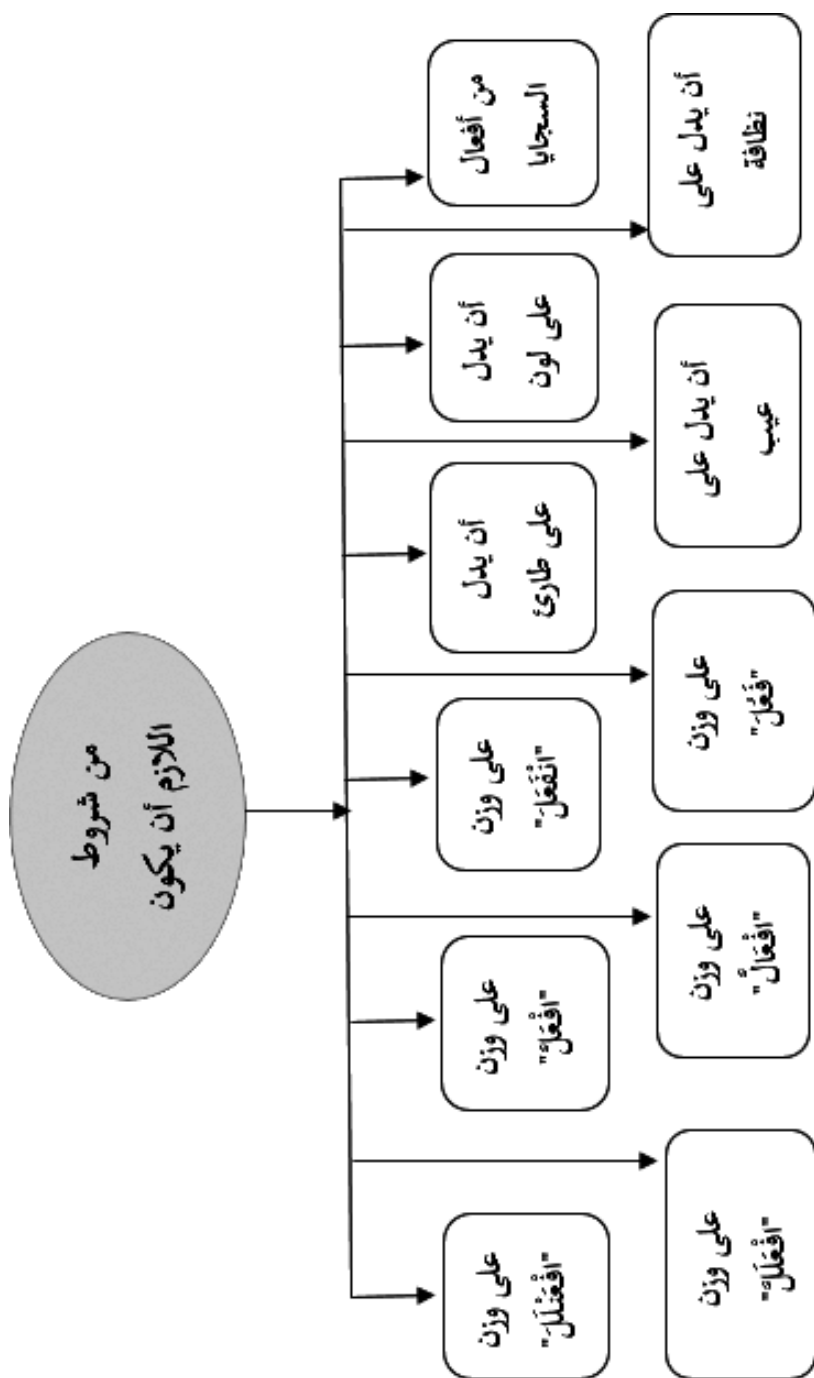 من شروط
اللازم أن يكون
من أفعال
السجايا
أن يدل على
نظافة
أن يدل
على لون
أن يدل على
عيب
أن يدل
على طارئ
على وزن
"فَعُلَ"
على وزن
"انْفَعَلَ"
على وزن
"افْعَالَّ"
على وزن
"افْعَلَّ"
على وزن
"افْعَلَلَّ"
على وزن
"افْعَنْلَلَ"